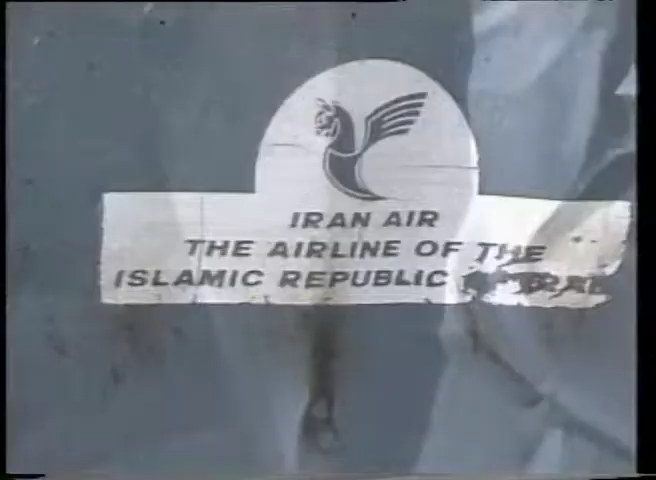 IRAN AIR
THE AIRLINE OF THE
ISLAMIC REPUBLIC